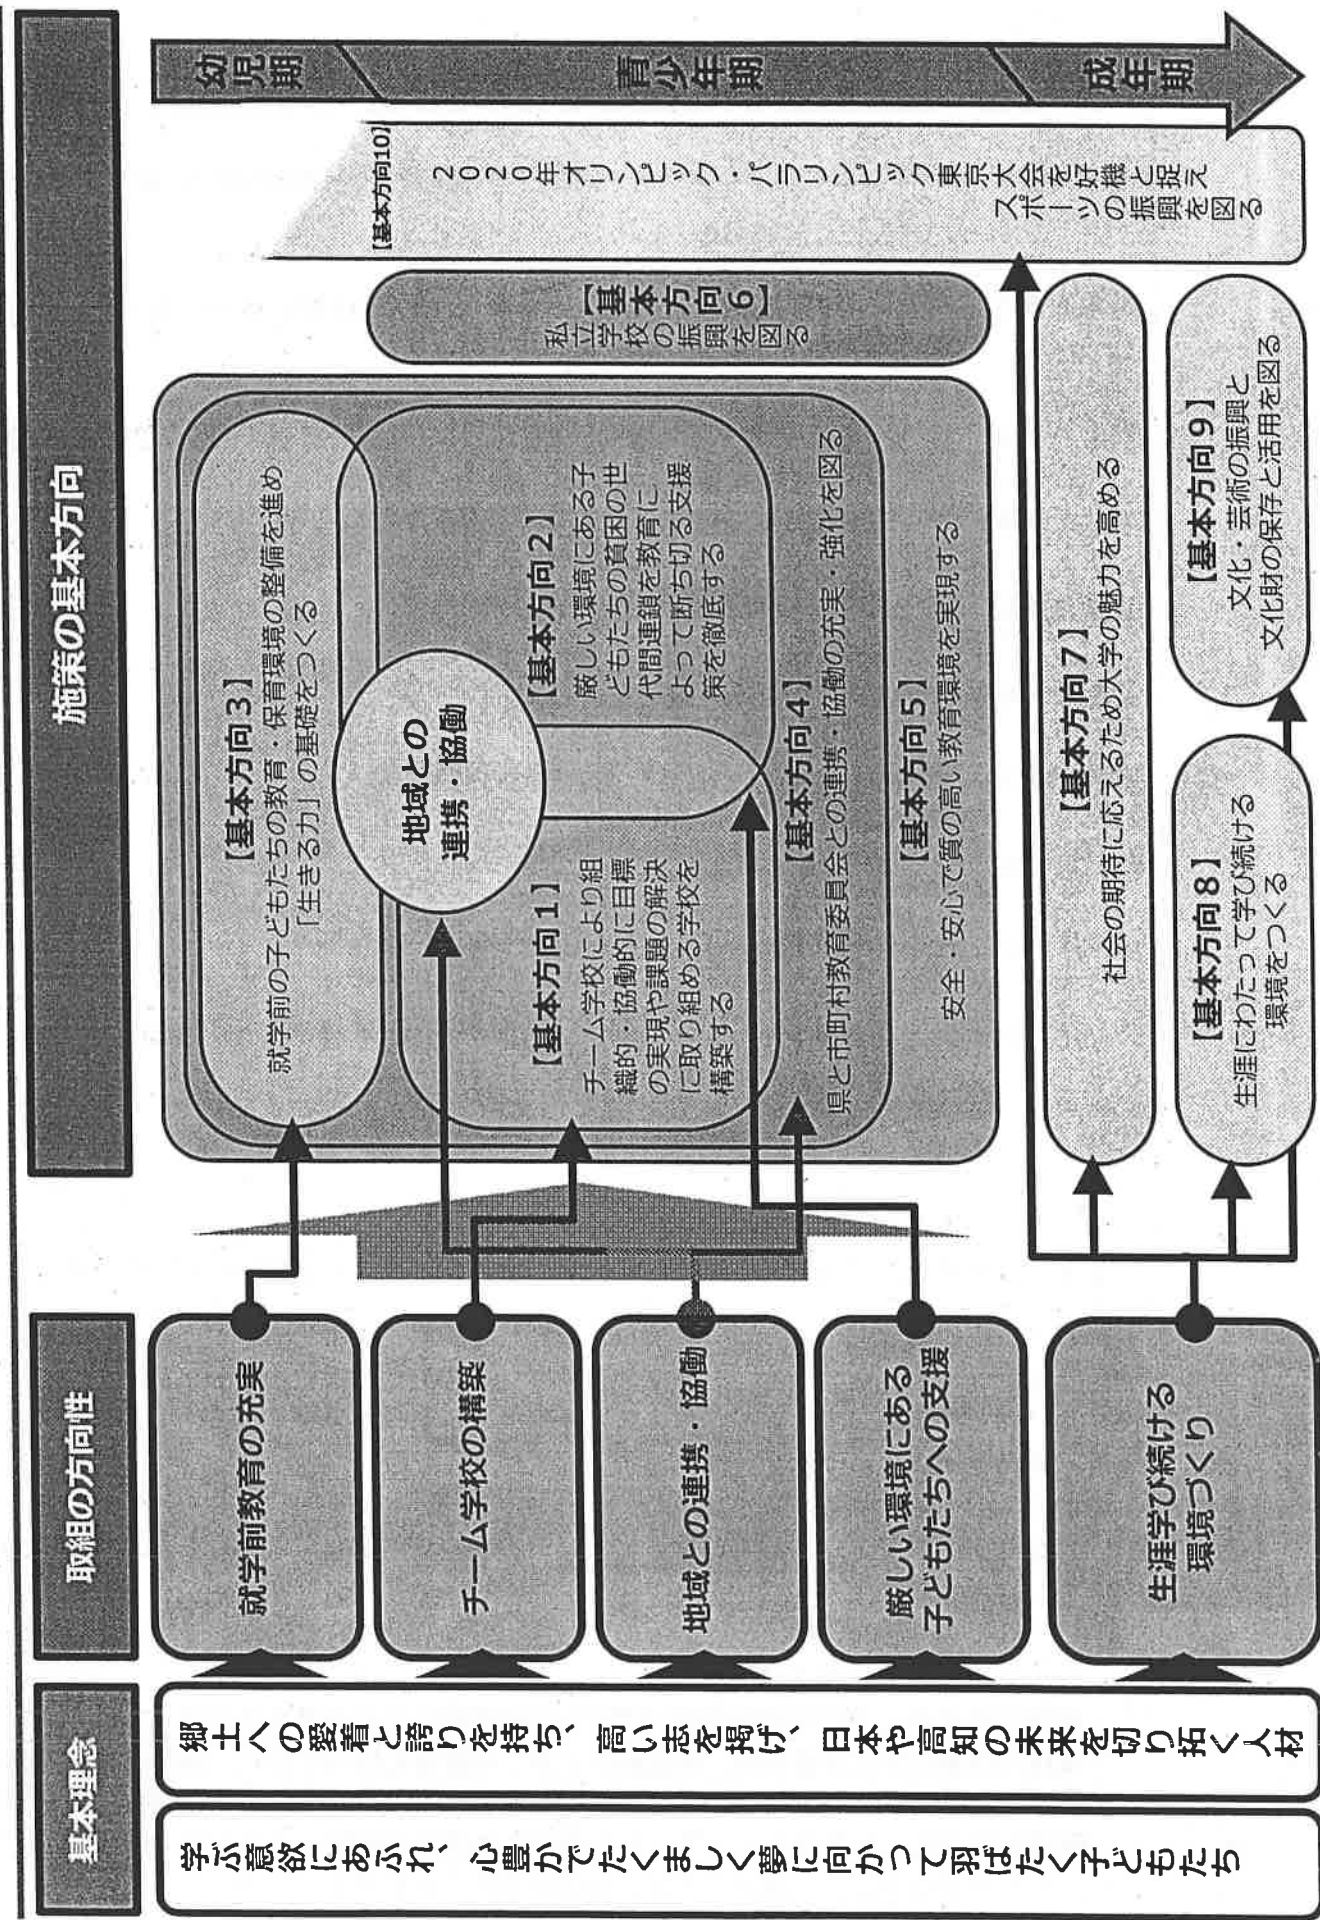 基本理念
学ぶ意欲にあふれ、心豊かでたくましく夢に向かって羽ばたく子どもたち
郷土への愛着と誇りを持ち、高い志を掲げ、日本や高知の未来を切り拓く人材
取組の方向性
就学前教育の充実
チーム学校の構築
地域との連携・協働
厳しい環境にある
子どもたちへの支援
生涯学び続ける
環境づくり
施策の基本方向
【基本方向3】
就学前の子どもたちの教育・保育環境の整備を進め
「生きる力」の基礎をつくる
地域との
連携・協働
【基本方向1】
チーム学校により組
織的・協働的に目標
の実現や課題の解決
に取り組める学校を
構築する
【基本方向2】
厳しい環境にある子
どもたちの貧困の世
代間連鎖を教育に
よって断ち切る支援
策を徹底する
【基本方向4】
県と市町村教育委員会との連携・協働の充実・強化を図る
【基本方向5】
安全・安心で質の高い教育環境を実現する
【基本方向6】
私立学校の振興を図る
【基本方向7】
社会の期待に応えるため大学の魅力を高める
【基本方向8】
生涯にわたって学び続ける
環境をつくる
【基本方向9】
文化・芸術の振興と
文化財の保存と活用を図る
【基本方向10】
2020年オリンピック・パラリンピック東京大会を好機と捉え
スポーツの振興を図る
幼児期
青少年期
成年期